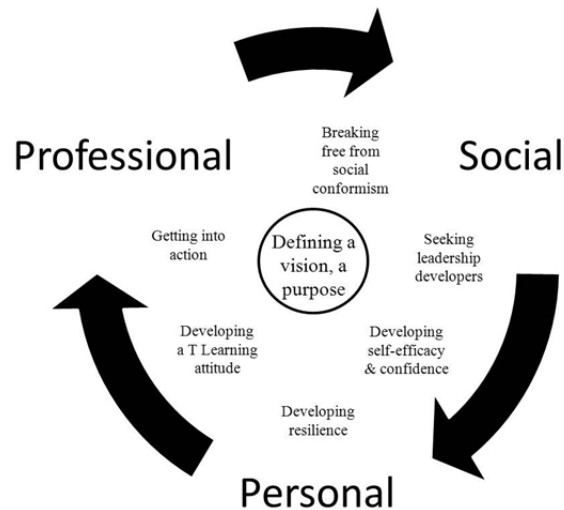 Professional
Social
Breaking
free from
social
conformism
Getting into
action
Defining a
vision, a
purpose
Seeking
leadership
developers
Developing
a T Learning
attitude
Developing
self-efficacy
& confidence
Developing
resilience
Personal